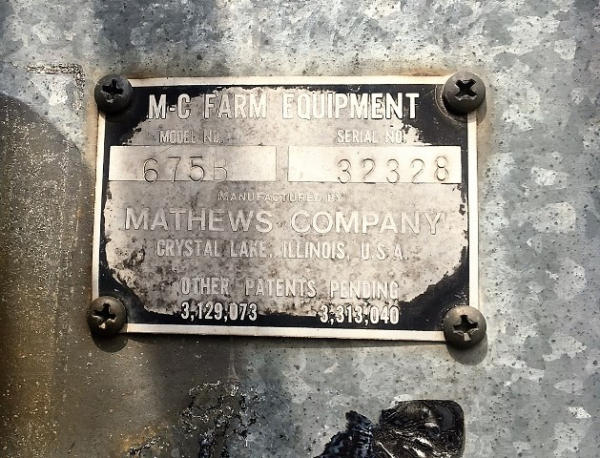 M-C FARM EQUIPMENT
MODEL NO. SERIAL NO.
675B 32328
MANUFACTURED BY
MATHEWS COMPANY
CRYSTAL LAKE, ILLINOIS, U.S.A.
OTHER PATENTS PENDING
3,129,073 3,313,040